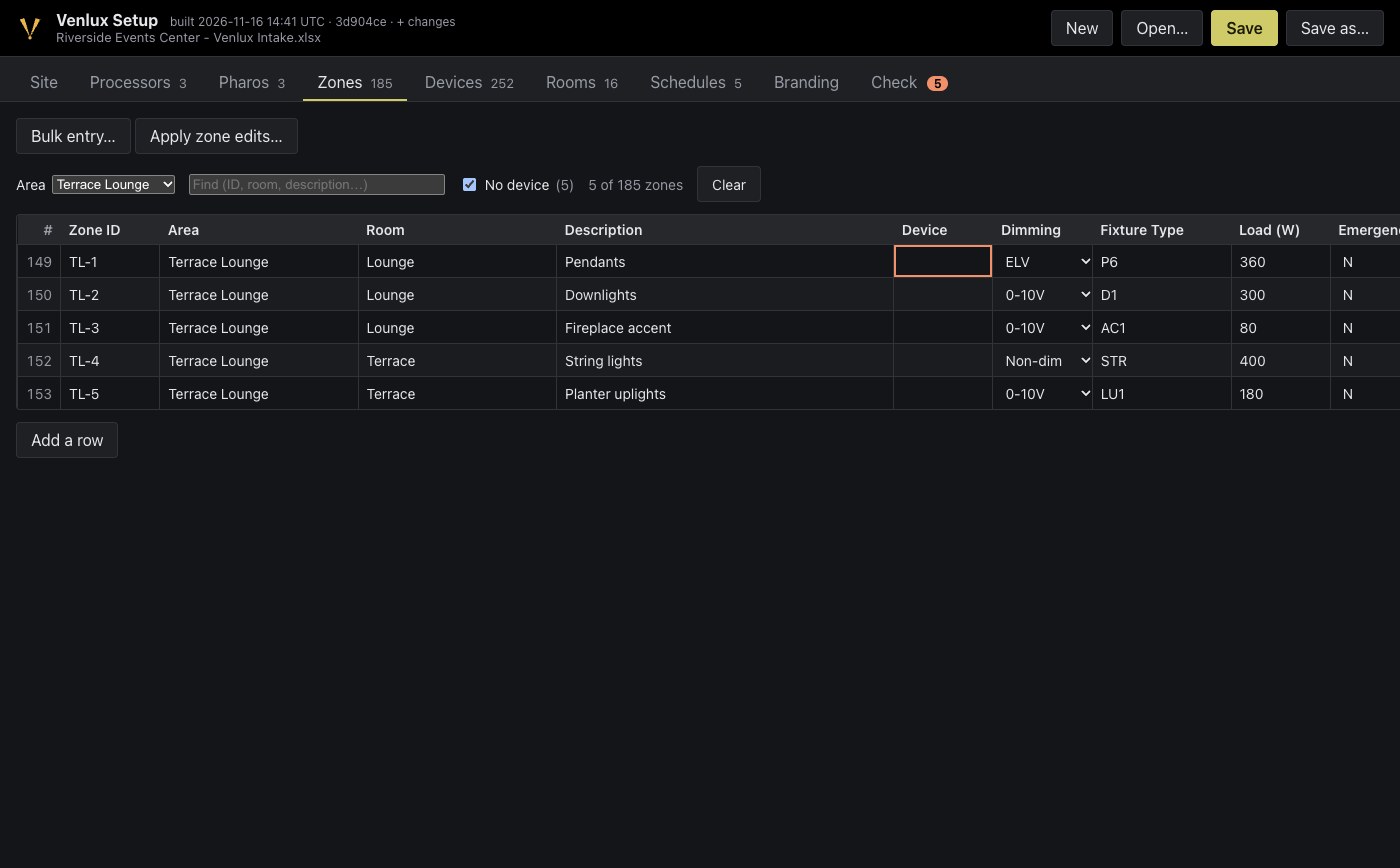 Venlux Setup built 2026-11-16 14:41 UTC · 3d904ce · + changes
Riverside Events Center - Venlux Intake.xlsx
New Open... Save Save as...
Site Processors 3 Pharos 3 Zones 185 Devices 252 Rooms 16 Schedules 5 Branding Check 5
Bulk entry... Apply zone edits...
Area Terrace Lounge Find (ID, room, description...) No device (5) 5 of 185 zones Clear
# Zone ID Area Room Description Device Dimming Fixture Type Load (W) Emergenc
149 TL-1 Terrace Lounge Lounge Pendants ELV P6 360 N
150 TL-2 Terrace Lounge Lounge Downlights 0-10V D1 300 N
151 TL-3 Terrace Lounge Lounge Fireplace accent 0-10V AC1 80 N
152 TL-4 Terrace Lounge Terrace String lights Non-dim STR 400 N
153 TL-5 Terrace Lounge Terrace Planter uplights 0-10V LU1 180 N
Add a row